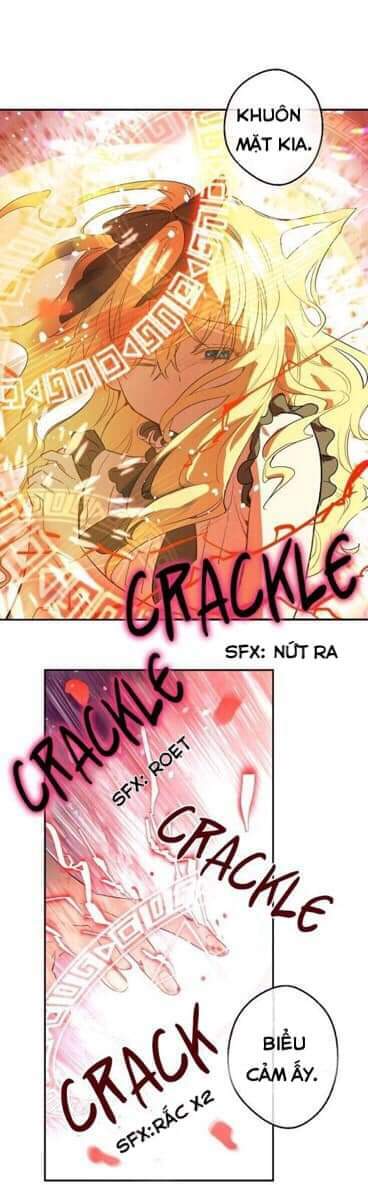 KHUÔN
MẶT KIA.
CRACKLE
SFX: NỨT RA
CRACKLE
SFX: ROẸT
CRACKLE
BIỂU
CẢM ẤY.
CRACK
SFX:RẮC X2